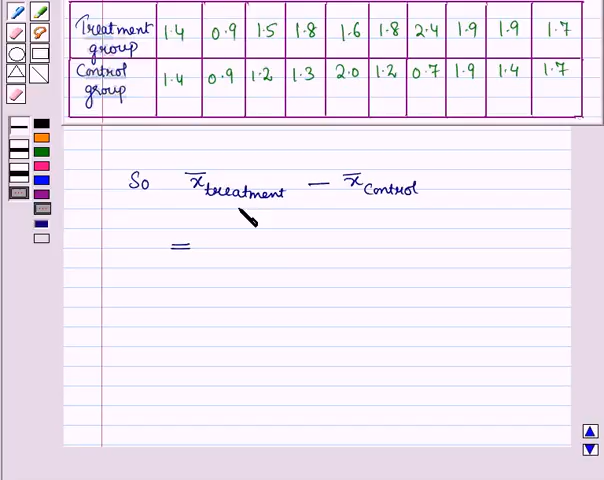 Treatment group 1.4 0.9 1.5 1.8 1.6 1.8 2.4 1.9 1.9 1.7
Control group 1.4 0.9 1.2 1.3 2.0 1.2 0.7 1.9 1.4 1.7
So x̅treatment — x̅Control
=